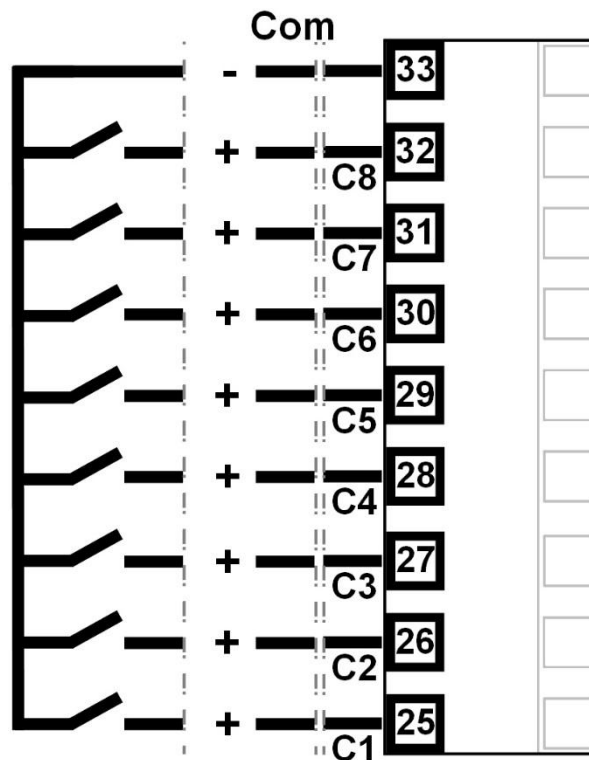 Com
- 33
+ C8 32
+ C7 31
+ C6 30
+ C5 29
+ C4 28
+ C3 27
+ C2 26
+ C1 25